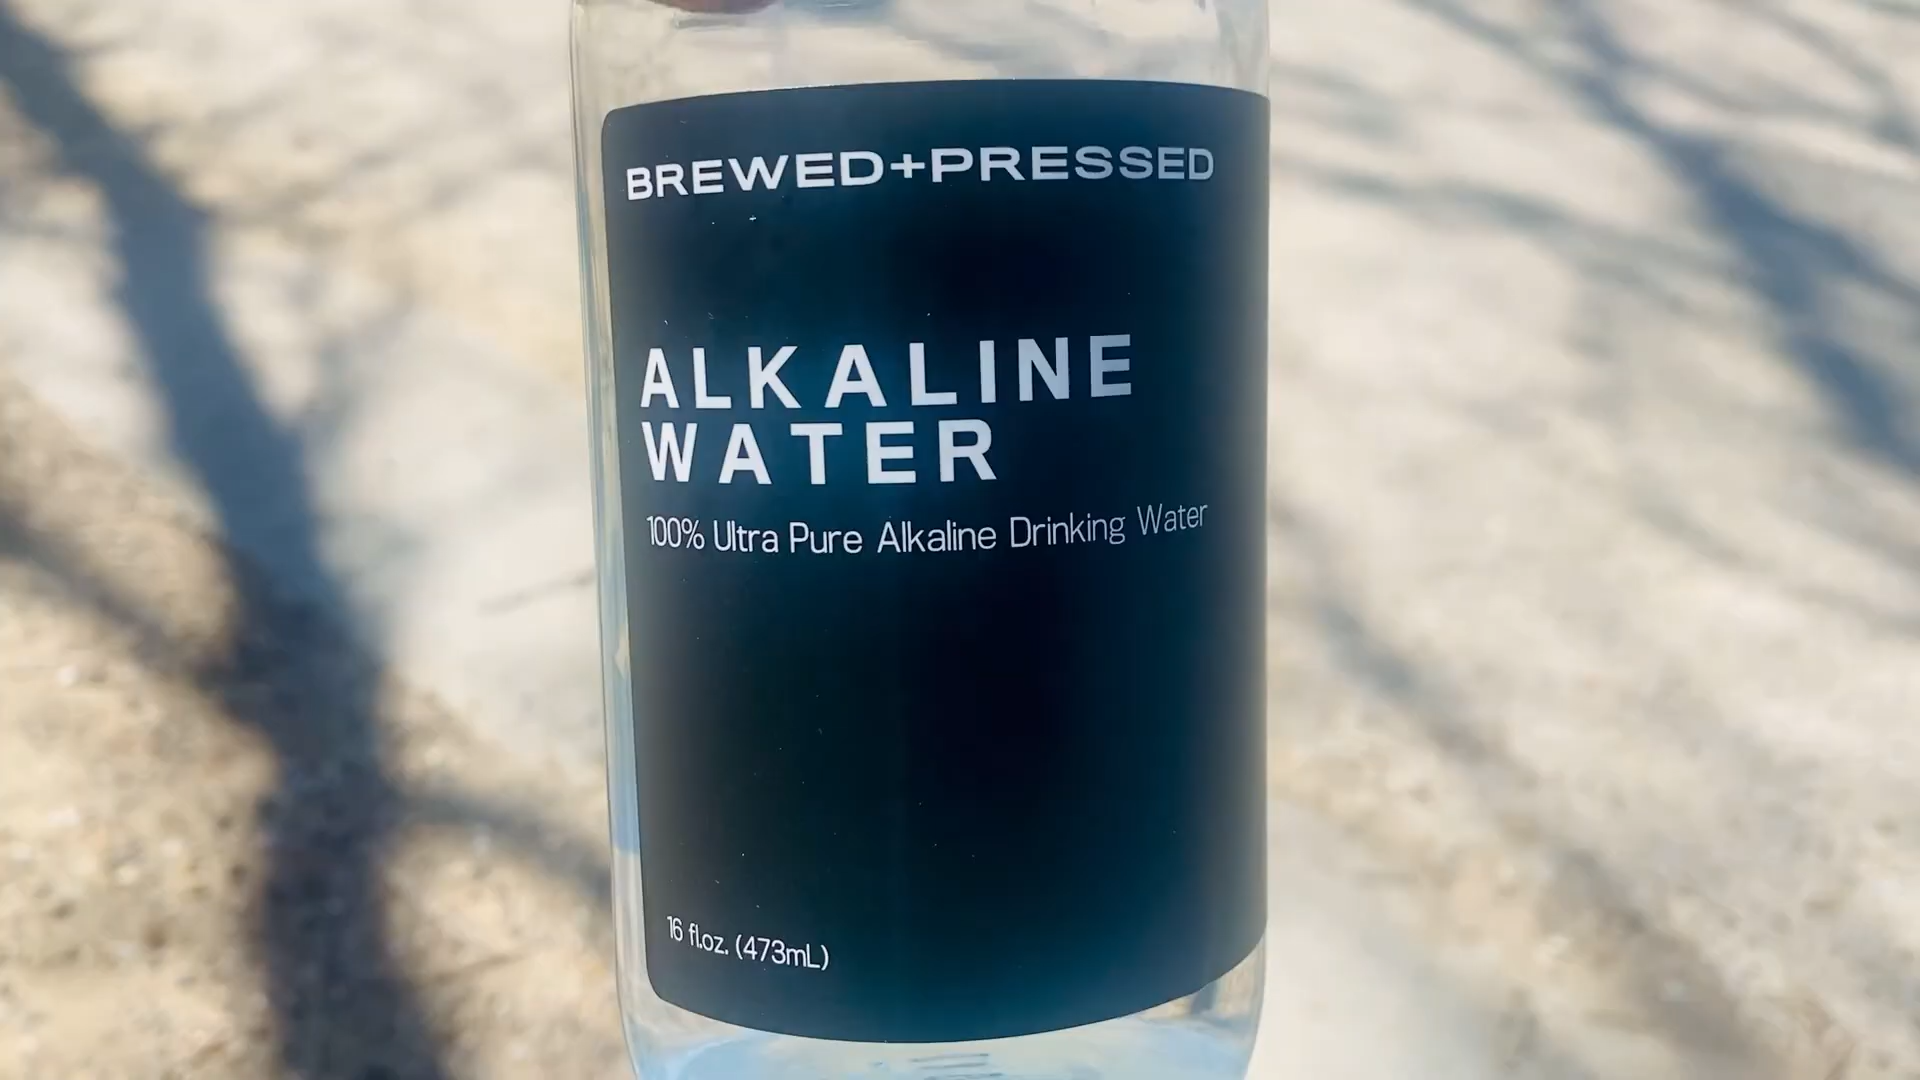 BREWED+PRESSED
ALKALINE
WATER
100% Ultra Pure Alkaline Drinking Water
16 fl.oz. (473mL)